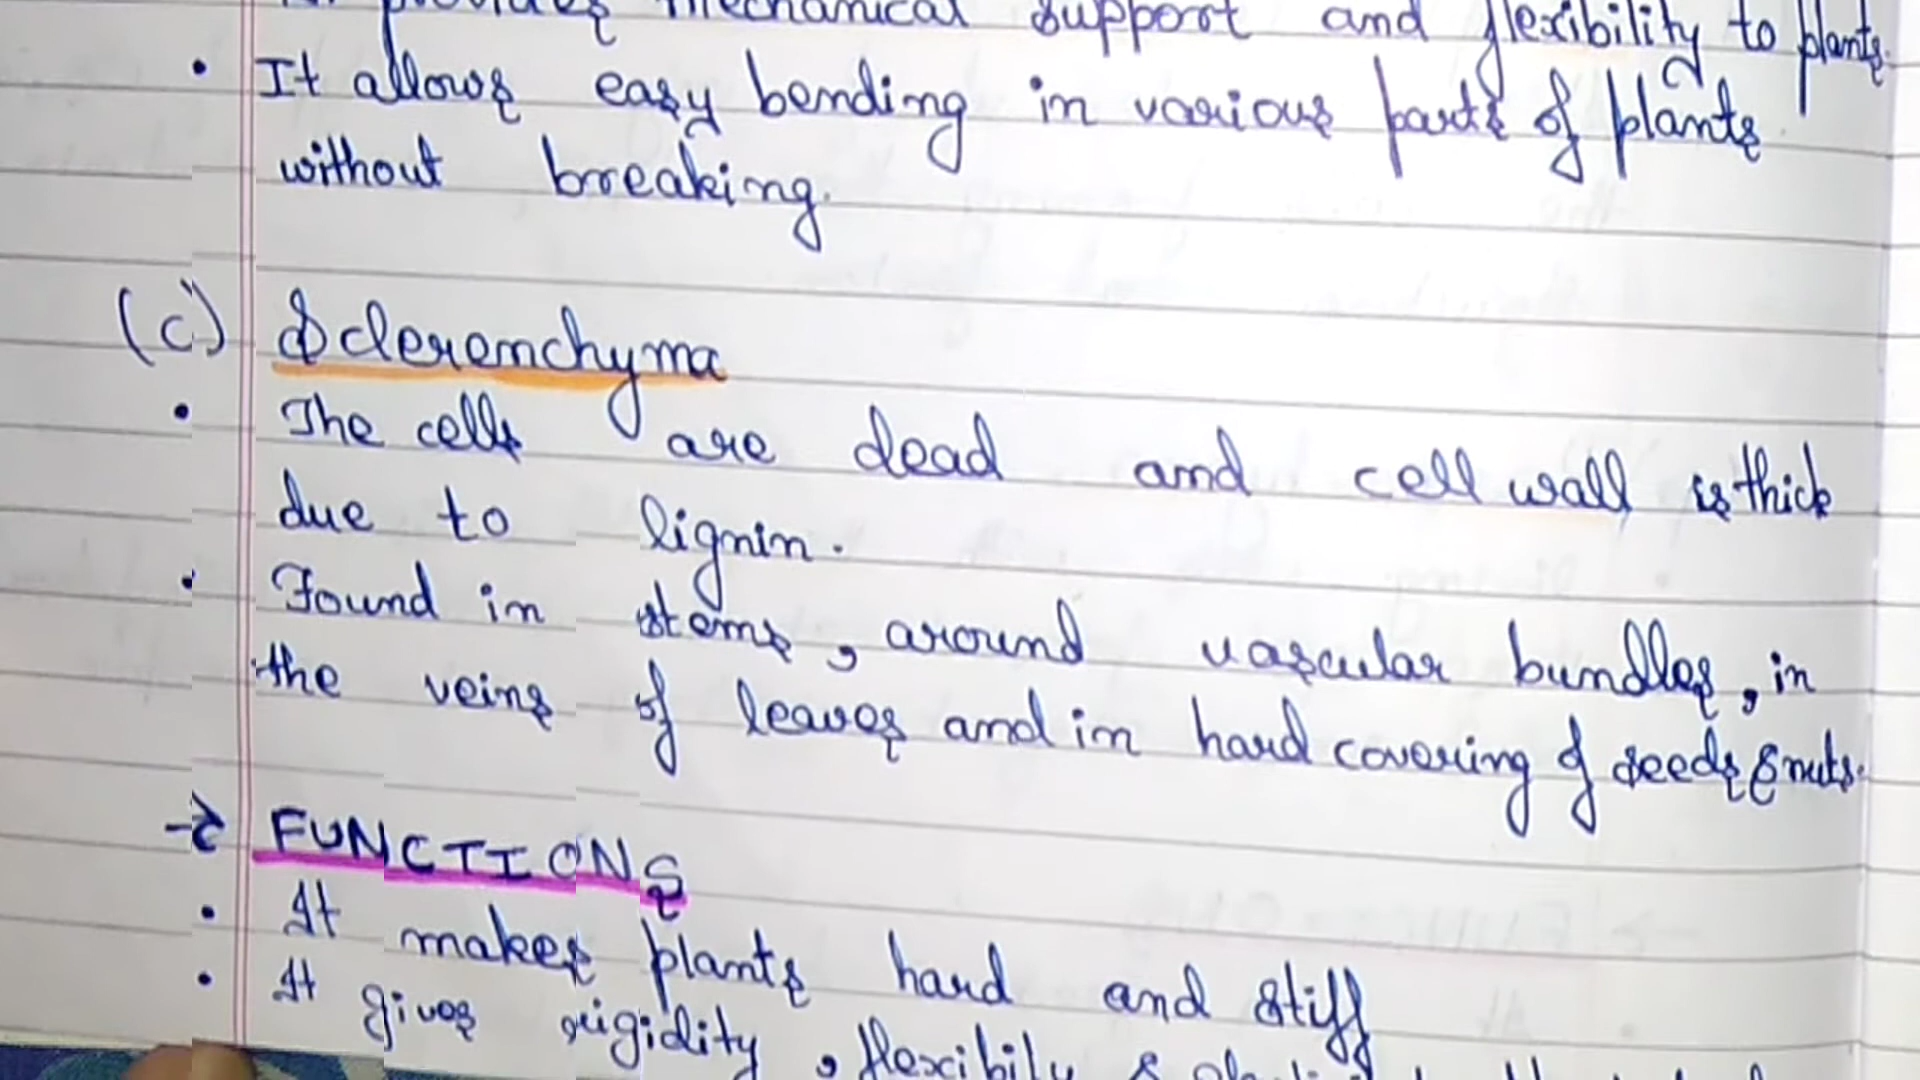 provides mechanical support and flexibility to plants.
• It allows easy bending in various parts of plants
without breaking.
(c) Sclerenchyma
• The cells are dead and cell wall is thick
due to lignin.
• Found in stems, around vascular bundles, in
the veins of leaves and in hard covering of seeds & nuts.
→ FUNCTIONS
• It makes plants hard and stiff
• It gives rigidity, flexibily &